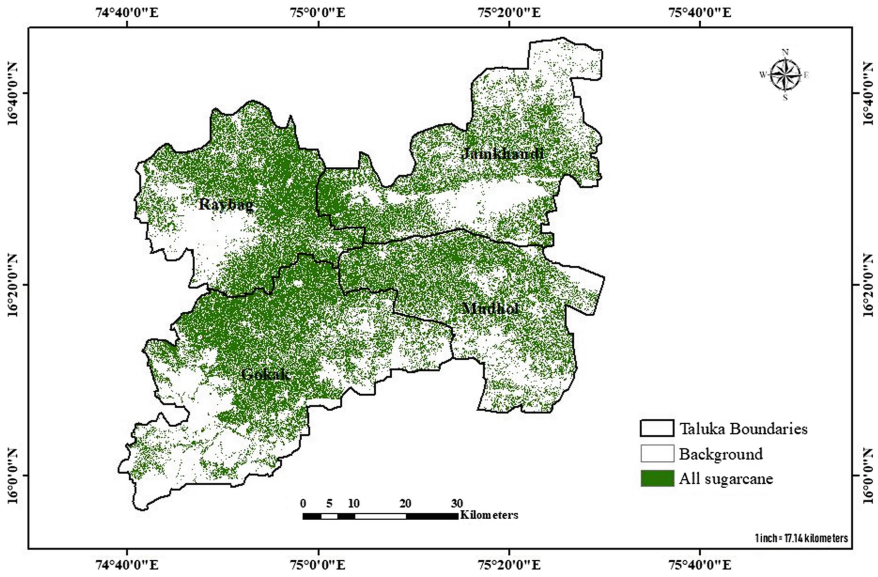 74°40'0"E 75°0'0"E 75°20'0"E 75°40'0"E
16°40'0"N 16°40'0"N
N
W E
S
Jamkhandi
Raybag
16°20'0"N 16°20'0"N
Mudhol
Gokak
Taluka Boundaries
Background
All sugarcane
16°0'0"N 16°0'0"N
0 5 10 20 30
Kilometers
1 inch = 17.14 kilometers
74°40'0"E 75°0'0"E 75°20'0"E 75°40'0"E